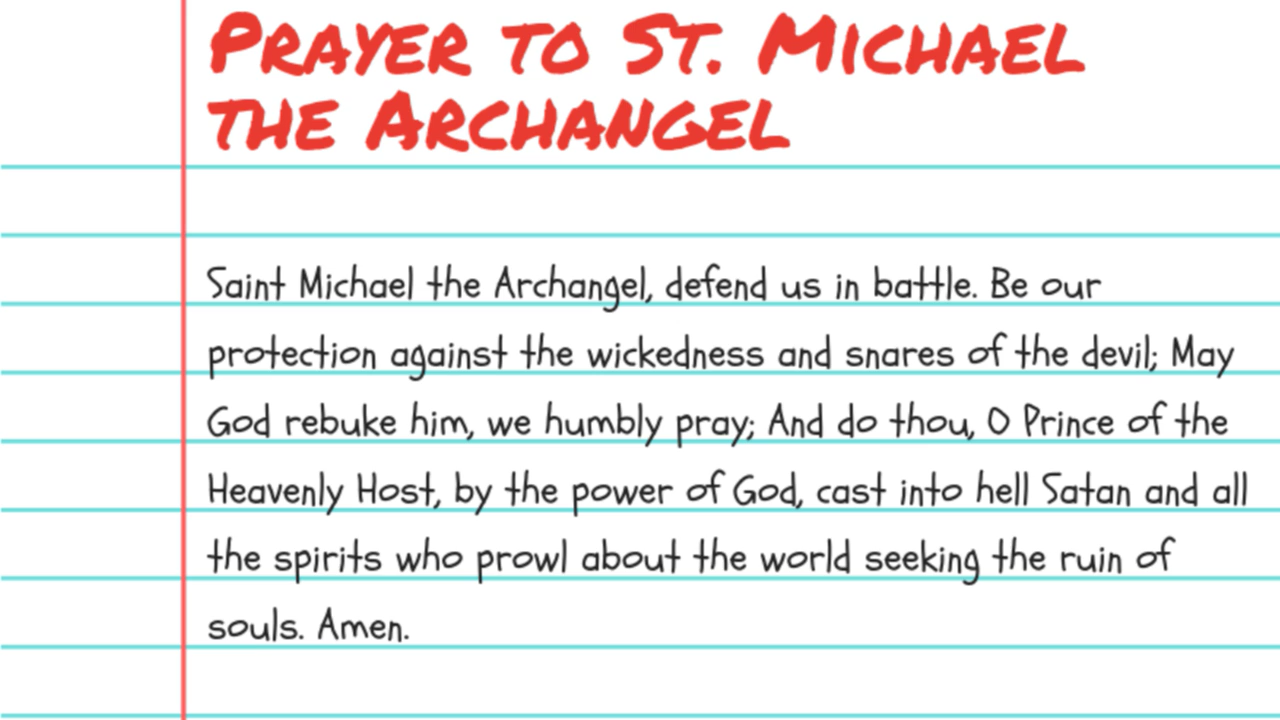 PRAYER TO ST. MICHAEL
THE ARCHANGEL
Saint Michael the Archangel, defend us in battle. Be our
protection against the wickedness and snares of the devil; May
God rebuke him, we humbly pray; And do thou, O Prince of the
Heavenly Host, by the power of God, cast into hell Satan and all
the spirits who prowl about the world seeking the ruin of
souls. Amen.